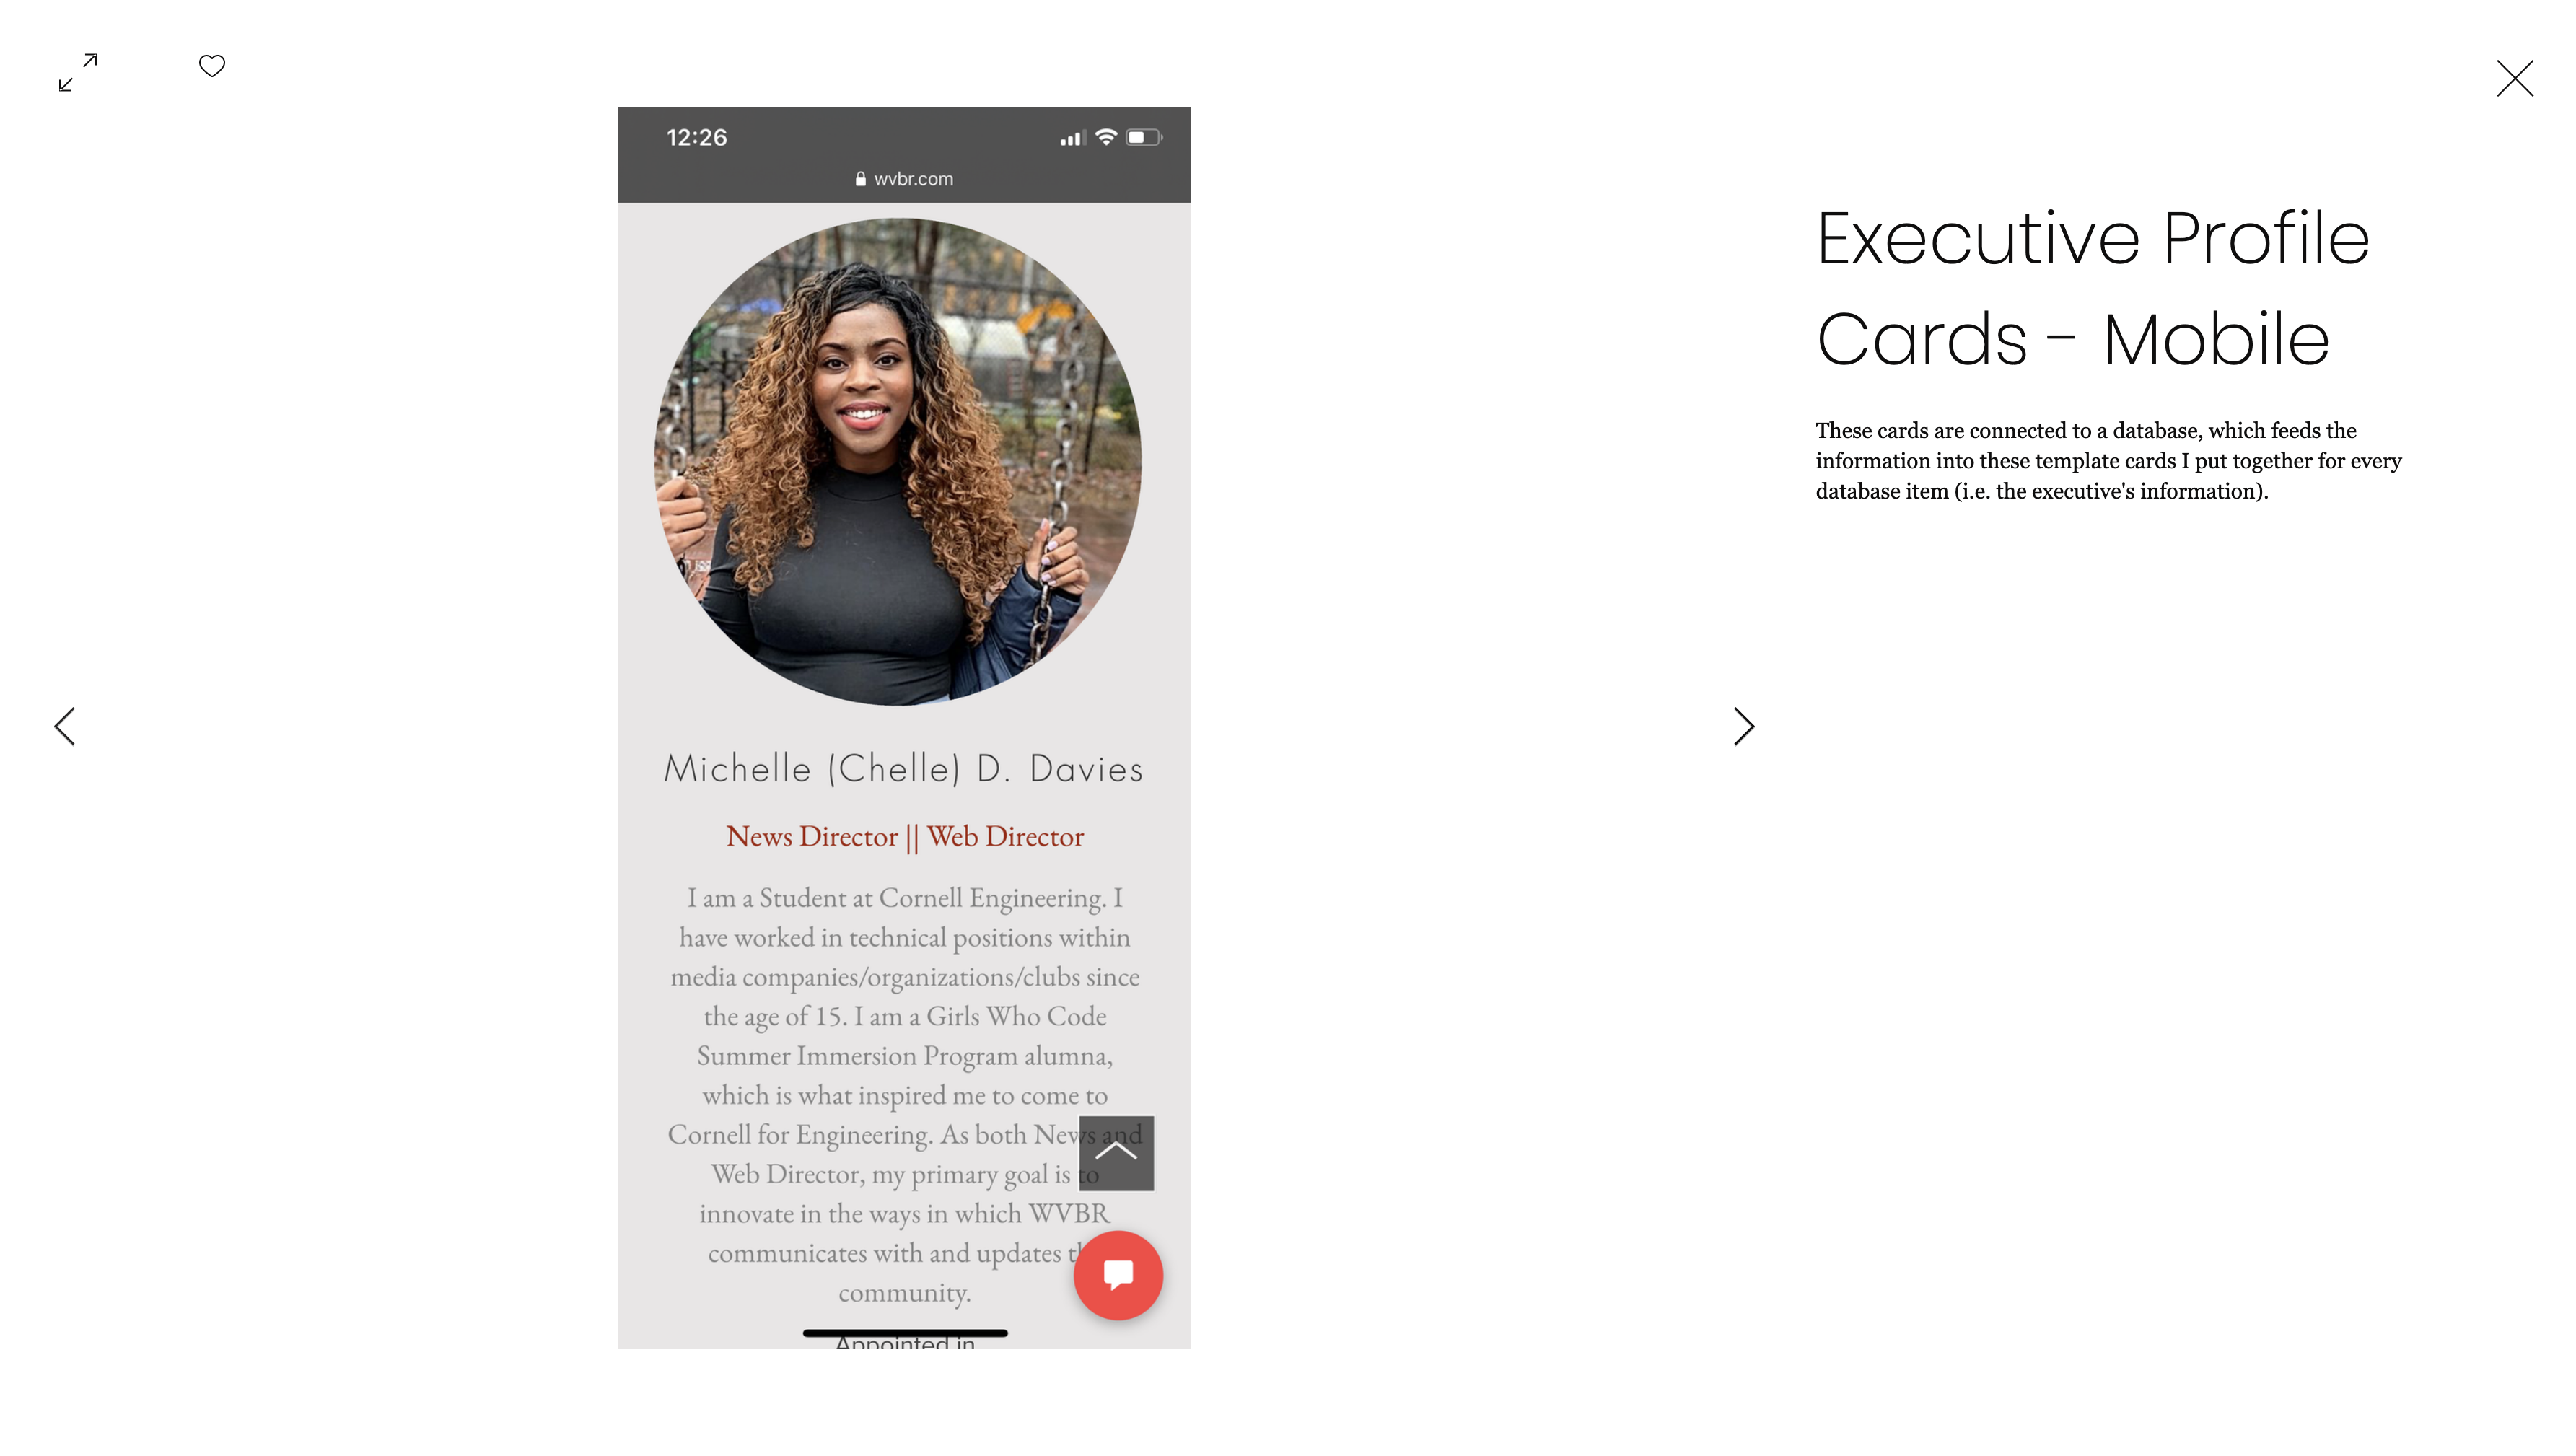 12:26
wvbr.com
Michelle (Chelle) D. Davies
News Director || Web Director
I am a Student at Cornell Engineering. I
have worked in technical positions within
media companies/organizations/clubs since
the age of 15. I am a Girls Who Code
Summer Immersion Program alumna,
which is what inspired me to come to
Cornell for Engineering. As both News and
Web Director, my primary goal is to
innovate in the ways in which WVBR
communicates with and updates
community.
Appointed in
Executive Profile
Cards - Mobile
These cards are connected to a database, which feeds the
information into these template cards I put together for every
database item (i.e. the executive's information).